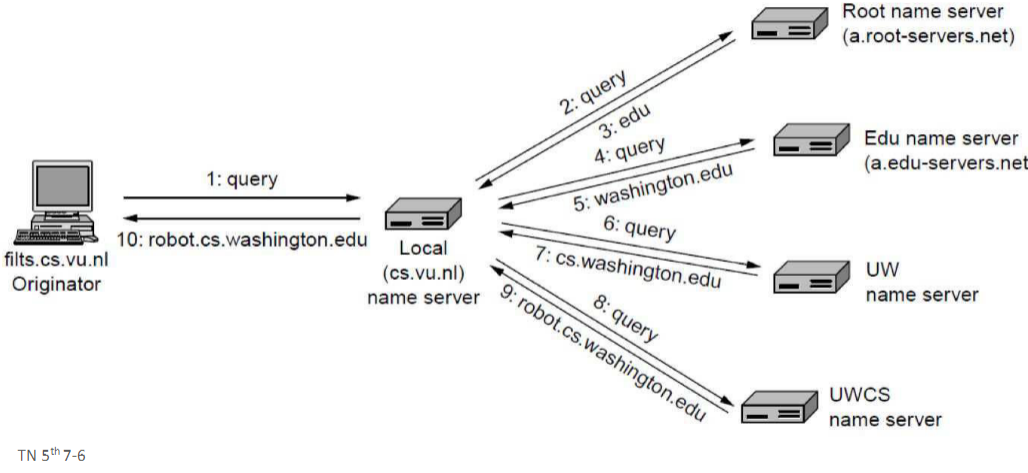 Root name server
(a.root-servers.net)
2: query
3: edu
4: query
Edu name server
(a.edu-servers.net
5: washington.edu
1: query
6: query
10: robot.cs.washington.edu
7: cs.washington.edu
filts.cs.vu.nl
Originator
Local
(cs.vu.nl)
name server
UW
name server
8: query
9: robot.cs.washington.edu
UWCS
name server
TN 5th 7-6